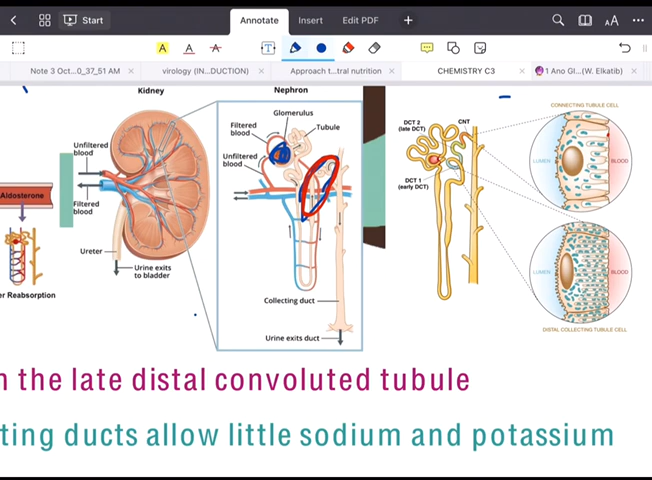 Start
Annotate
Insert
Edit PDF
Note 3 Oct...0_37_51 AM
virology (IN...DUCTION)
Approach t...tral nutrition
CHEMISTRY C3
1 Ano Gl...(W. Elkatib)
Kidney
Unfiltered
blood
Filtered
blood
Ureter
Urine exits
to bladder
Aldosterone
er Reabsorption
Nephron
Glomerulus
Filtered
blood
Tubule
Unfiltered
blood
Collecting duct
Urine exits duct
DCT 2
(late DCT)
CNT
DCT 1
(early DCT)
CONNECTING TUBULE CELL
LUMEN
BLOOD
LUMEN
BLOOD
DISTAL COLLECTING TUBULE CELL
n the late distal convoluted tubule
ting ducts allow little sodium and potassium